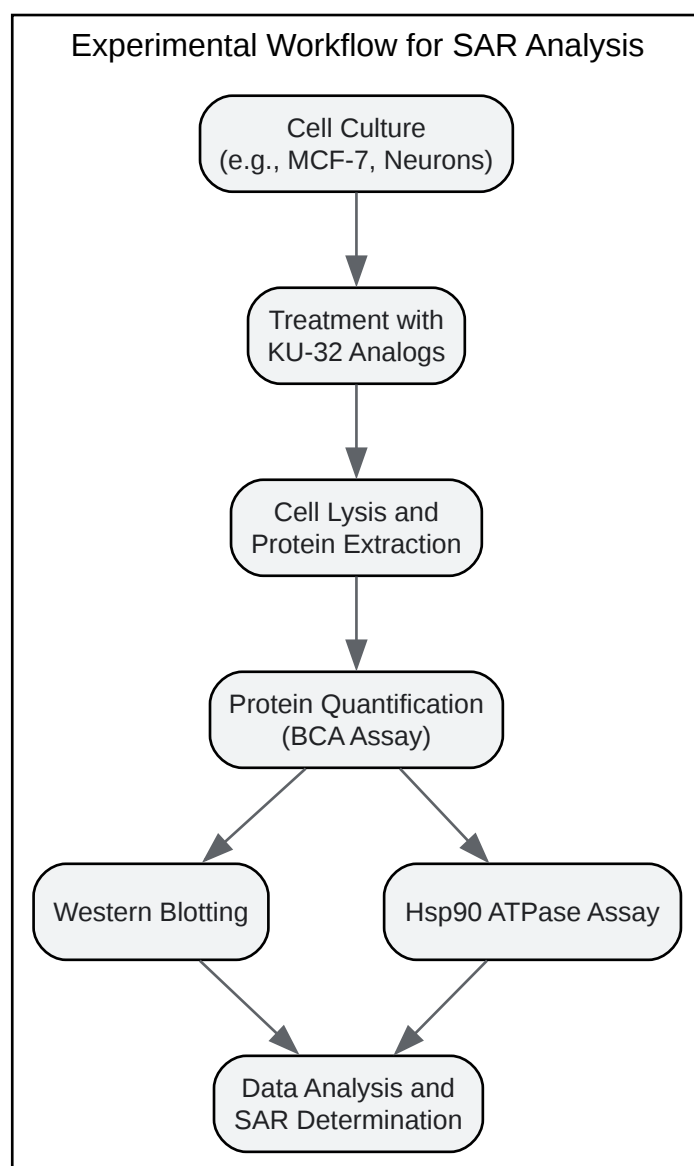 Experimental Workflow for SAR Analysis
Cell Culture
(e.g., MCF-7, Neurons)
Treatment with
KU-32 Analogs
Cell Lysis and
Protein Extraction
Protein Quantification
(BCA Assay)
Western Blotting
Hsp90 ATPase Assay
Data Analysis and
SAR Determination